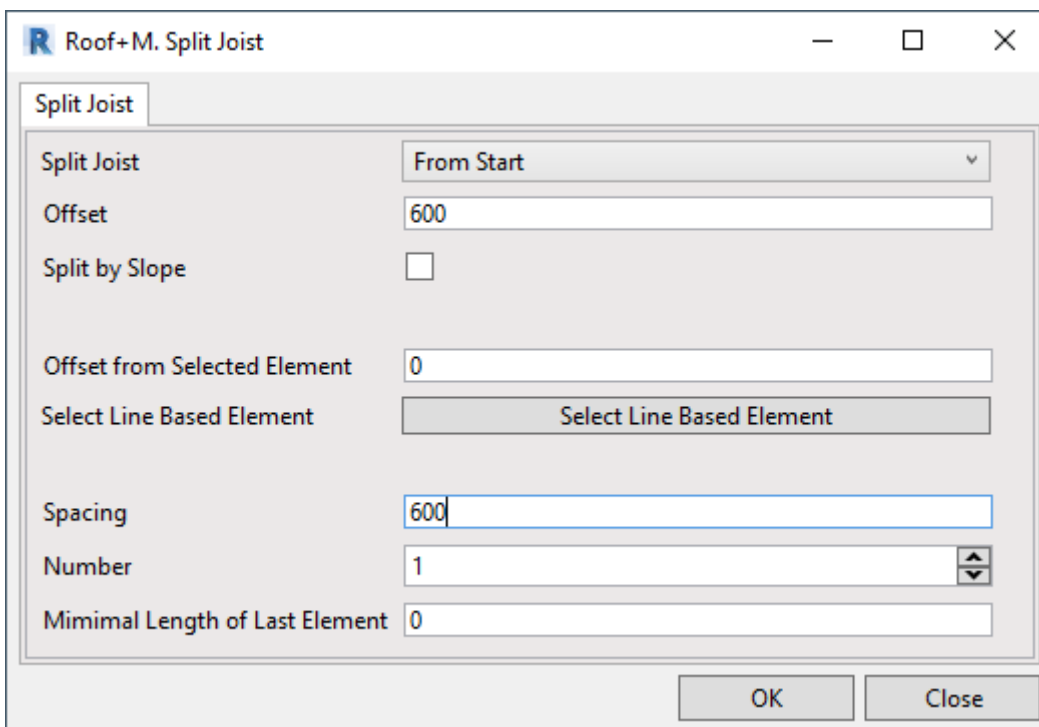 Roof+M. Split Joist
Split Joist
Split Joist From Start
Offset 600
Split by Slope
Offset from Selected Element 0
Select Line Based Element Select Line Based Element
Spacing 600
Number 1
Mimimal Length of Last Element 0
OK Close